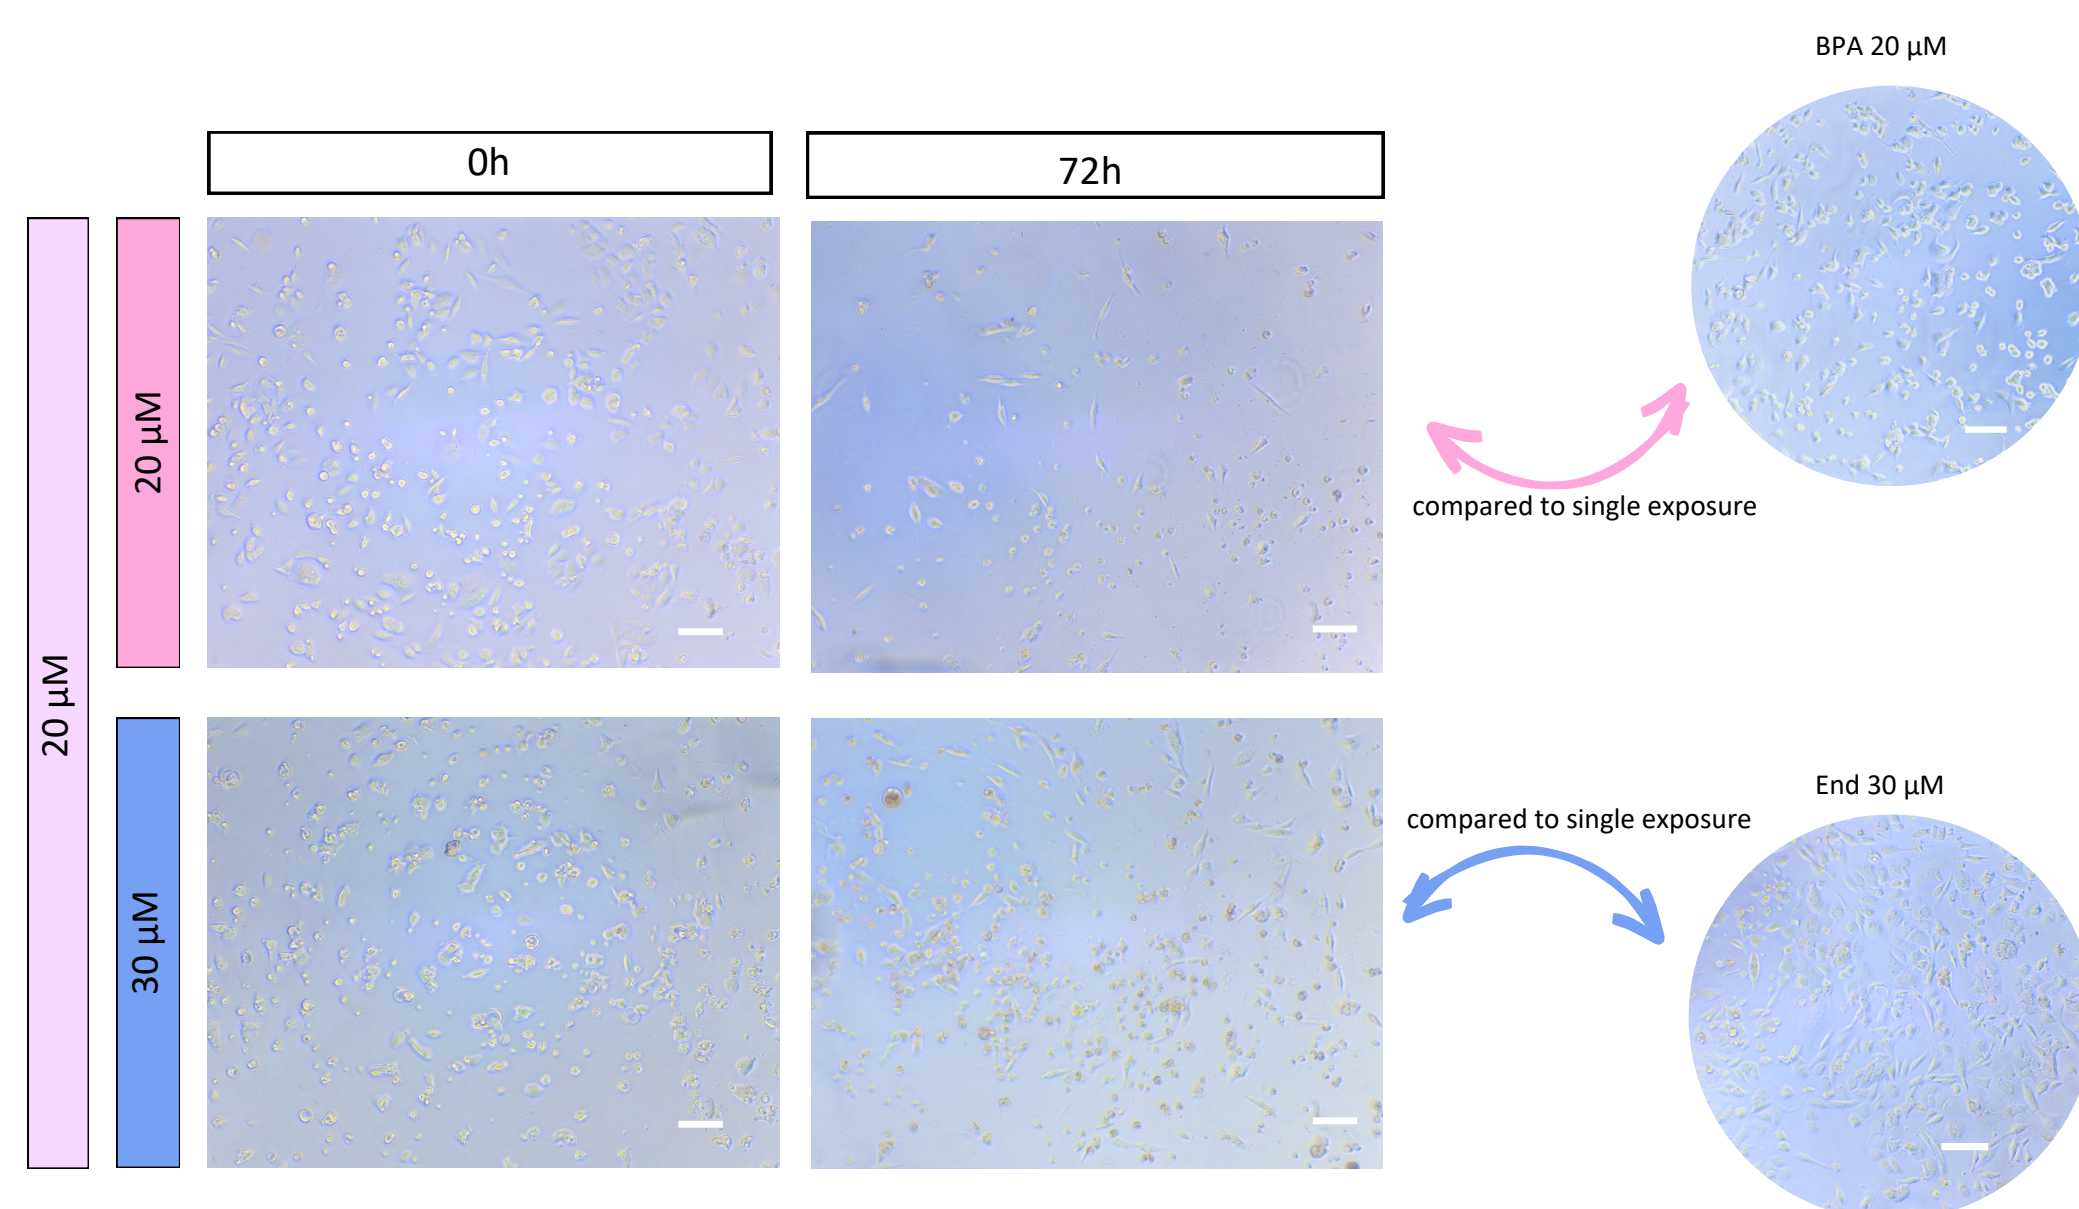 BPA 20 µM
0h
72h
20 µM
20 µM
compared to single exposure
30 µM
End 30 µM
compared to single exposure